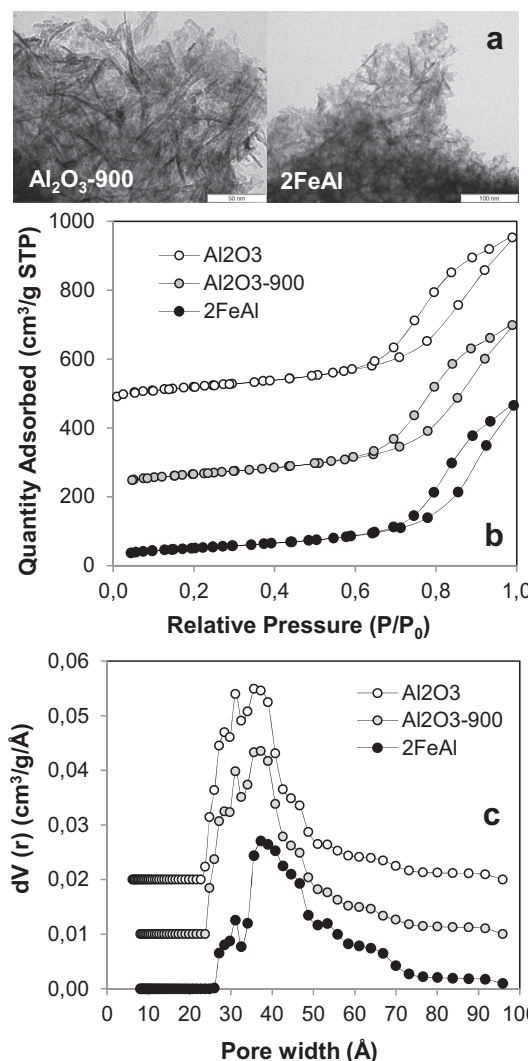 a
Al₂O₃-900
50 nm
2FeAl
100 nm
1000
800
600
400
200
0
Quantity Adsorbed (cm³/g STP)
Al2O3
Al2O3-900
2FeAl
b
0,0 0,2 0,4 0,6 0,8 1,0
Relative Pressure (P/P₀)
0,06
0,05
0,04
0,03
0,02
0,01
0,00
dV (r) (cm³/g/Å)
Al2O3
Al2O3-900
2FeAl
c
0 10 20 30 40 50 60 70 80 90 100
Pore width (Å)